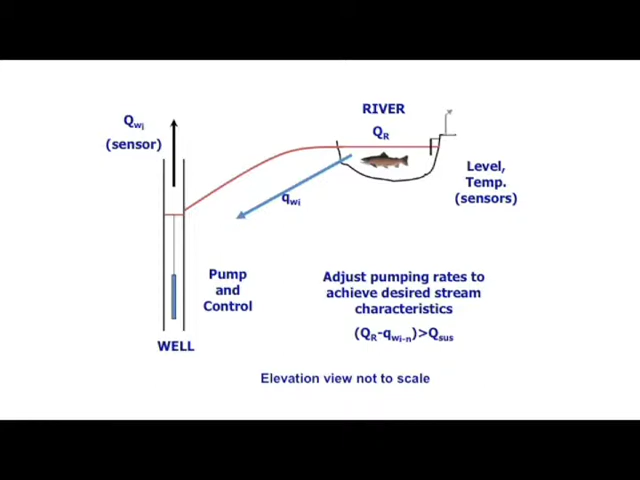 RIVER
Q_R
Q_wi
(sensor)
Level,
Temp.
(sensors)
q_wi
Pump
and
Control
Adjust pumping rates to
achieve desired stream
characteristics
(Q_R-q_wi-n)>Q_sus
WELL
Elevation view not to scale